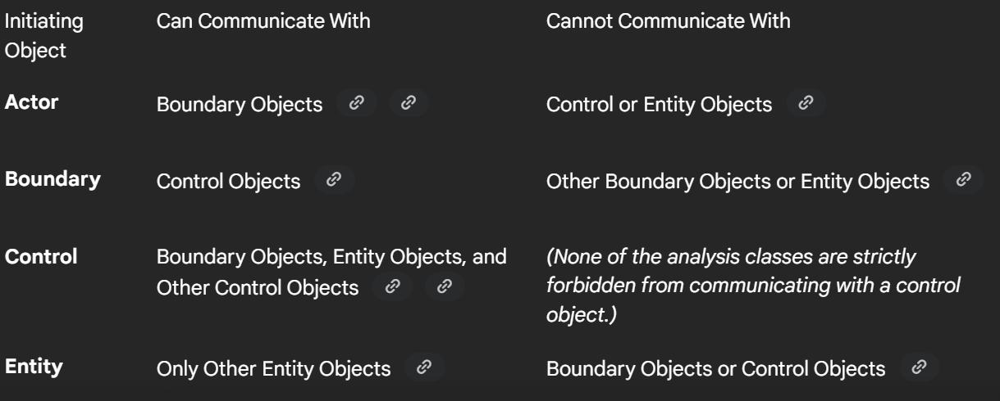 Initiating Can Communicate With Cannot Communicate With
Object
Actor Boundary Objects Control or Entity Objects
Boundary Control Objects Other Boundary Objects or Entity Objects
Control Boundary Objects, Entity Objects, and (None of the analysis classes are strictly
Other Control Objects forbidden from communicating with a control
object.)
Entity Only Other Entity Objects Boundary Objects or Control Objects